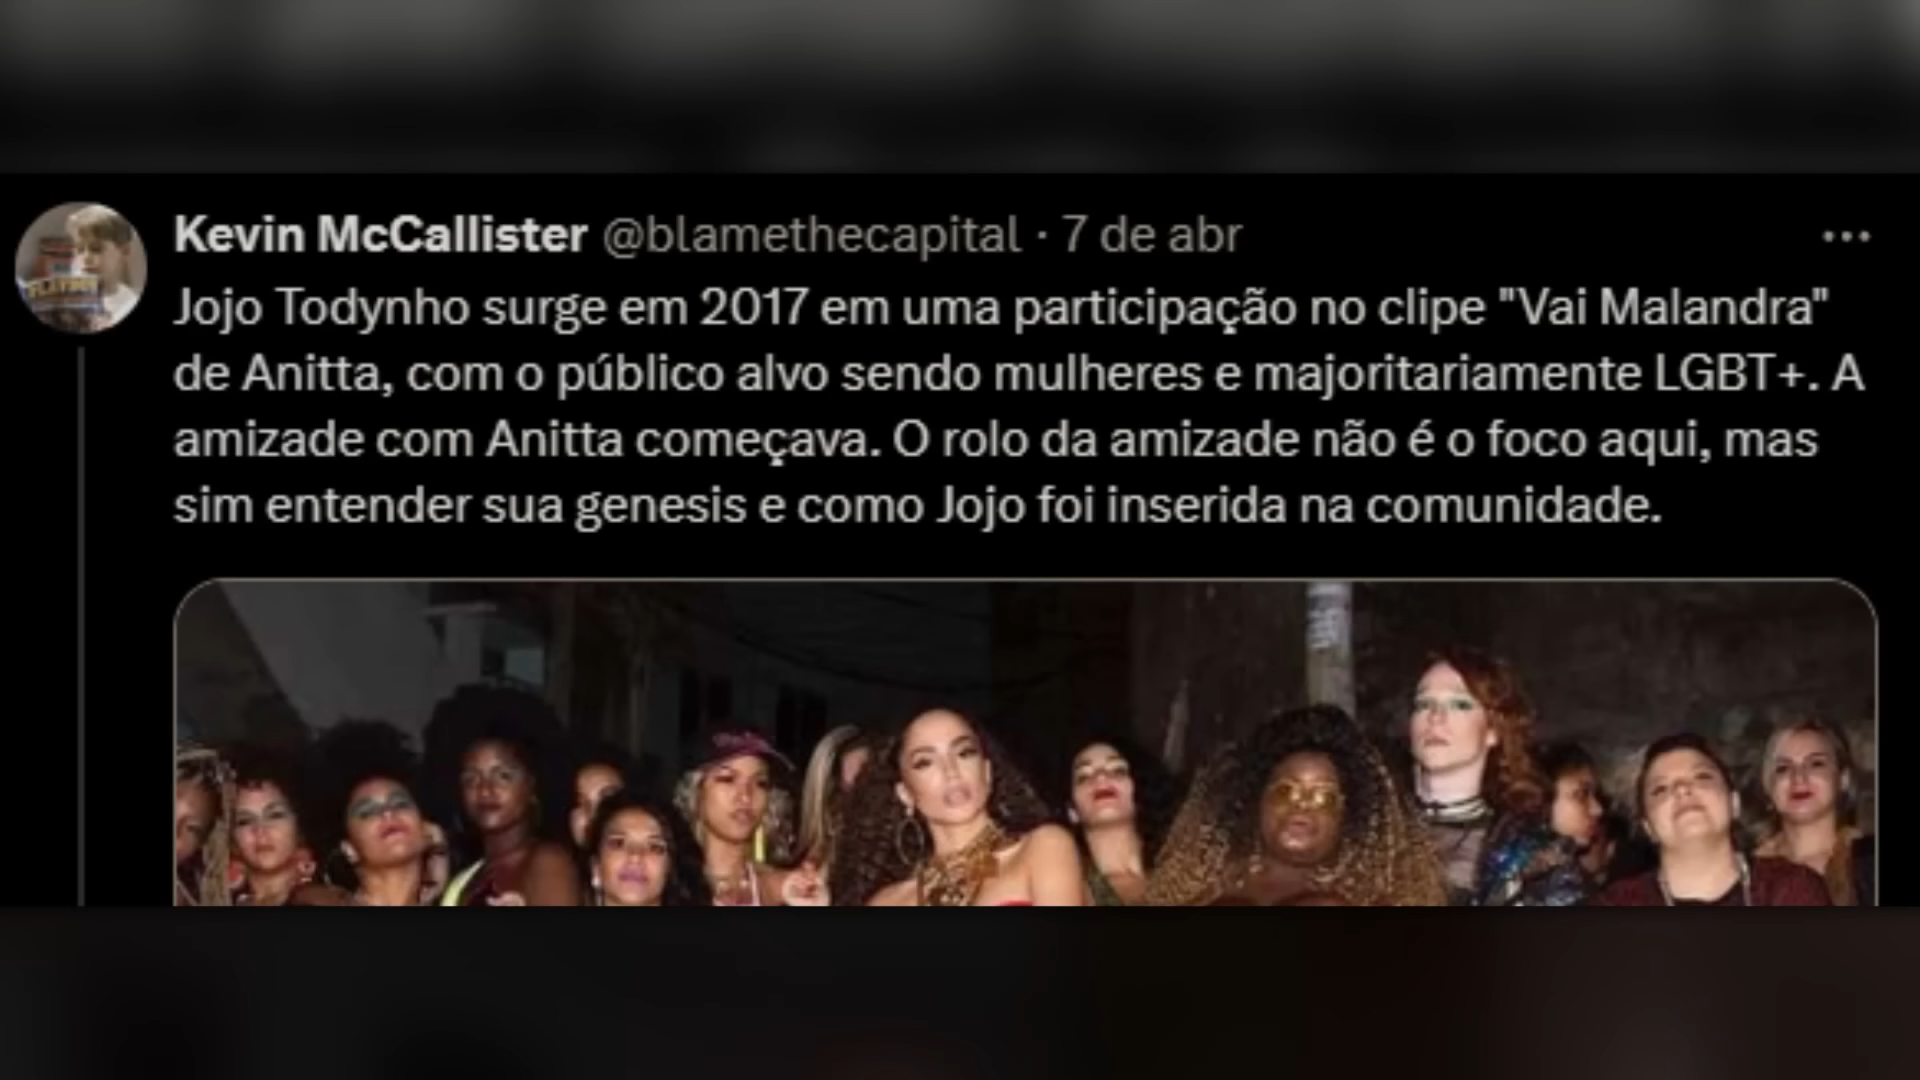 Kevin McCallister @blamethecapital · 7 de abr
Jojo Todynho surge em 2017 em uma participação no clipe "Vai Malandra"
de Anitta, com o público alvo sendo mulheres e majoritariamente LGBT+. A
amizade com Anitta começava. O rolo da amizade não é o foco aqui, mas
sim entender sua genesis e como Jojo foi inserida na comunidade.